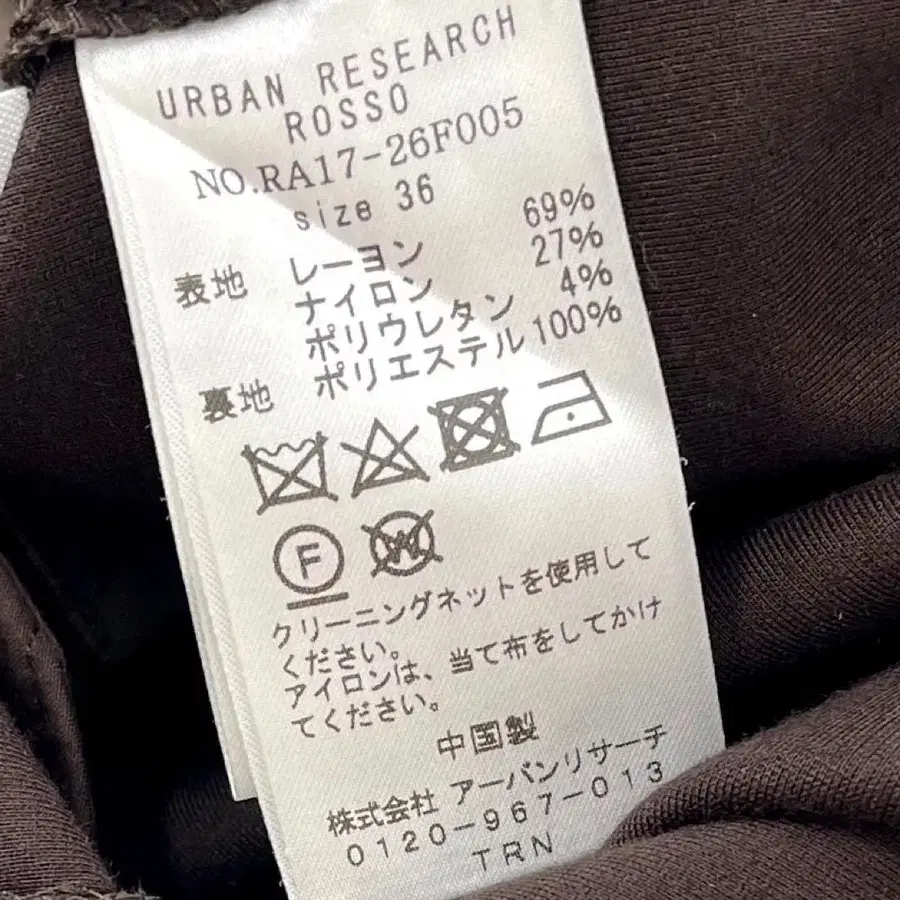 URBAN RESEARCH
ROSSO
NO.RA17-26F005
size 36
表地 レーヨン 69%
ナイロン 27%
ポリウレタン 4%
裏地 ポリエステル 100%
F W
クリーニングネットを使用して
ください。
アイロンは、当て布をしてかけ
てください。
中国製
株式会社 アーバンリサーチ
0120-967-013
TRN